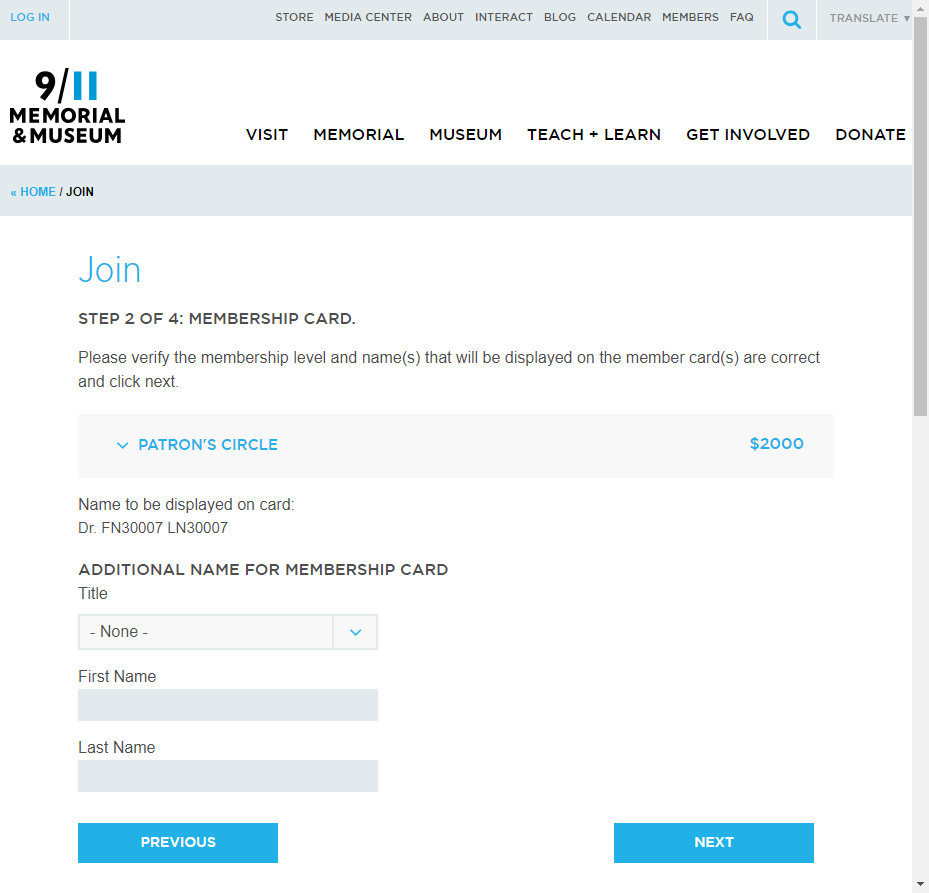 LOG IN
STORE MEDIA CENTER ABOUT INTERACT BLOG CALENDAR MEMBERS FAQ
TRANSLATE ▼
9/11
MEMORIAL
& MUSEUM
VISIT MEMORIAL MUSEUM TEACH + LEARN GET INVOLVED DONATE
« HOME / JOIN
Join
STEP 2 OF 4: MEMBERSHIP CARD.
Please verify the membership level and name(s) that will be displayed on the member card(s) are correct
and click next.
PATRON'S CIRCLE $2000
Name to be displayed on card:
Dr. FN30007 LN30007
ADDITIONAL NAME FOR MEMBERSHIP CARD
Title
- None -
First Name
Last Name
PREVIOUS NEXT